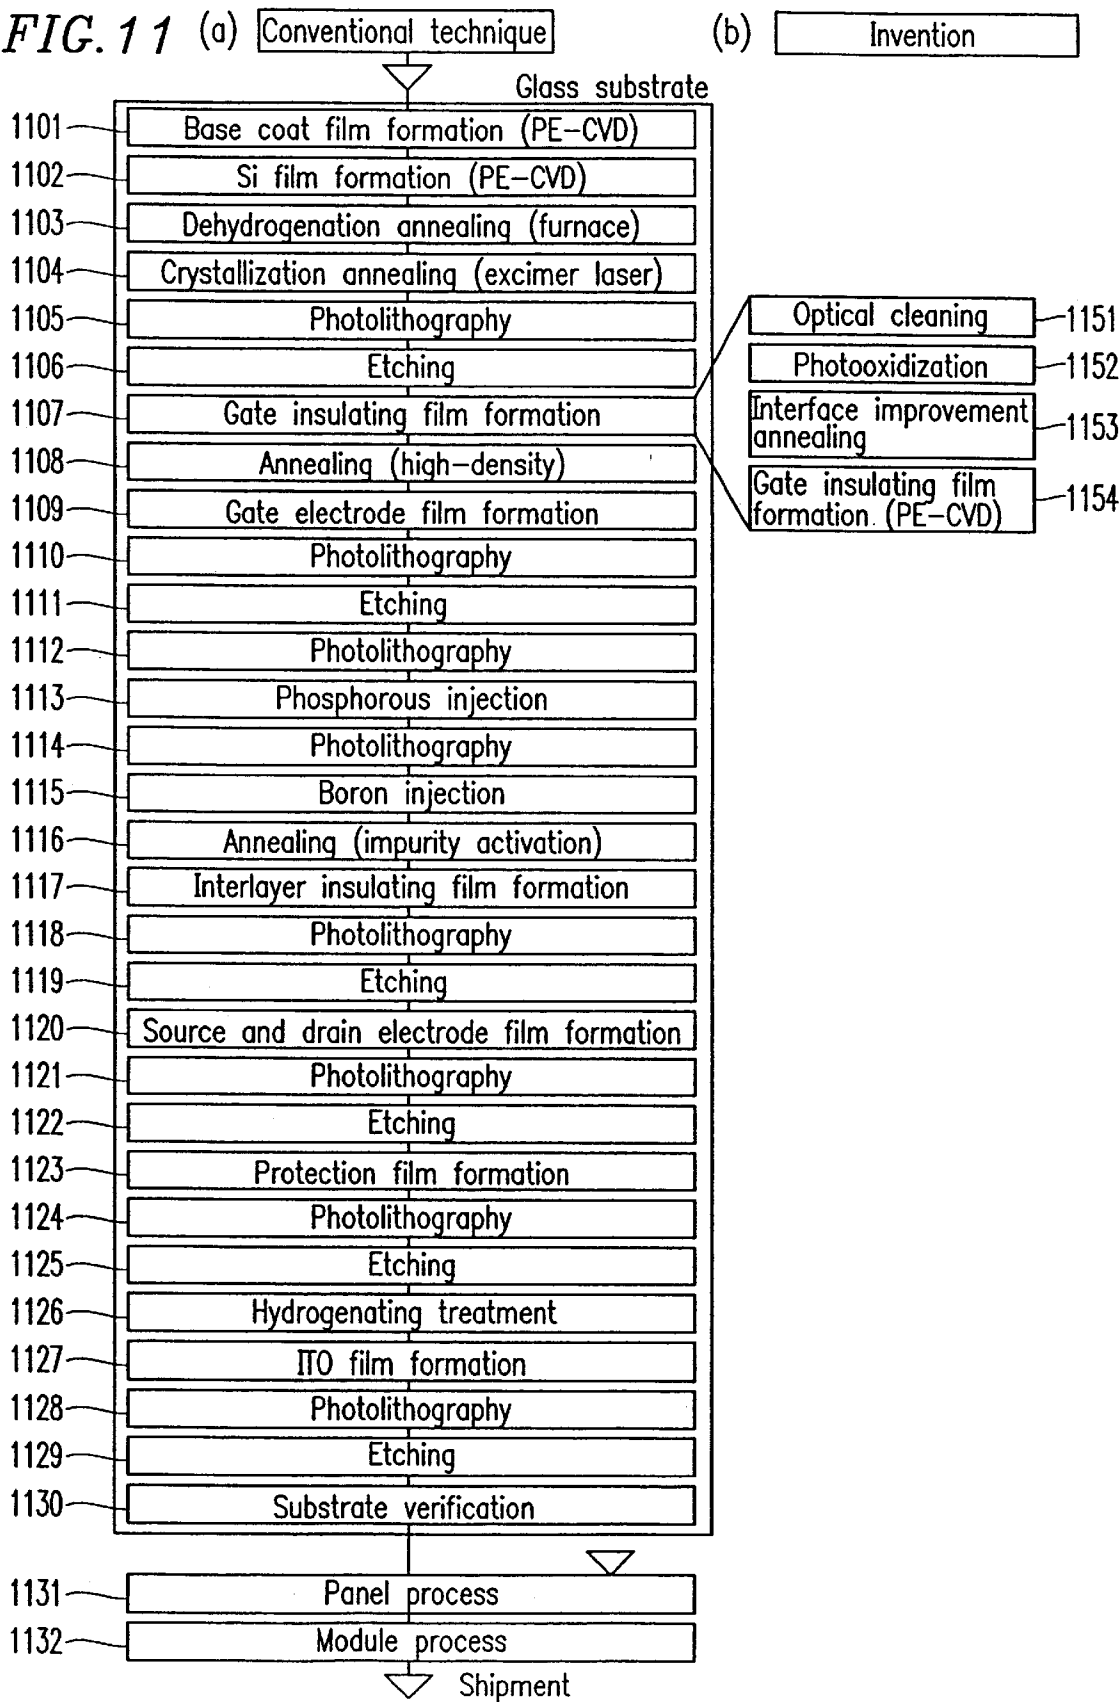 FIG. 11 (a) Conventional technique (b) Invention
Glass substrate
1101 Base coat film formation (PE-CVD)
1102 Si film formation (PE-CVD)
1103 Dehydrogenation annealing (furnace)
1104 Crystallization annealing (excimer laser)
1105 Photolithography
1106 Etching
1107 Gate insulating film formation
1108 Annealing (high-density)
1109 Gate electrode film formation
1110 Photolithography
1111 Etching
1112 Photolithography
1113 Phosphorous injection
1114 Photolithography
1115 Boron injection
1116 Annealing (impurity activation)
1117 Interlayer insulating film formation
1118 Photolithography
1119 Etching
1120 Source and drain electrode film formation
1121 Photolithography
1122 Etching
1123 Protection film formation
1124 Photolithography
1125 Etching
1126 Hydrogenating treatment
1127 ITO film formation
1128 Photolithography
1129 Etching
1130 Substrate verification
1131 Panel process
1132 Module process
Shipment
Optical cleaning 1151
Photooxidization 1152
Interface improvement
annealing 1153
Gate insulating film
formation. (PE-CVD) 1154